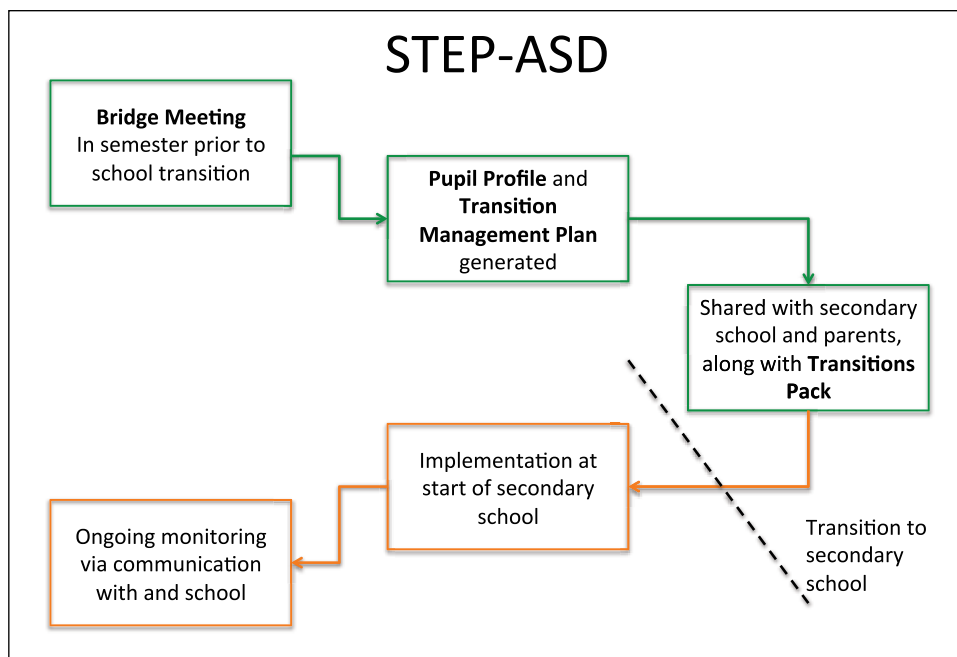 STEP-ASD
Bridge Meeting
In semester prior to
school transition
Pupil Profile and
Transition
Management Plan
generated
Shared with secondary
school and parents,
along with Transitions
Pack
Implementation at
start of secondary
school
Ongoing monitoring
via communication
with and school
Transition to
secondary
school